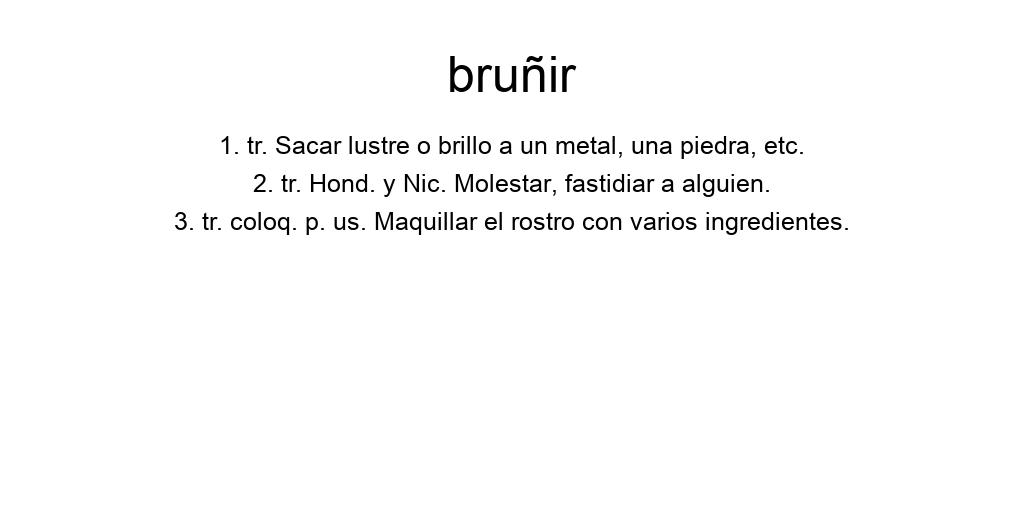 bruñir
1. tr. Sacar lustre o brillo a un metal, una piedra, etc.
2. tr. Hond. y Nic. Molestar, fastidiar a alguien.
3. tr. coloq. p. us. Maquillar el rostro con varios ingredientes.